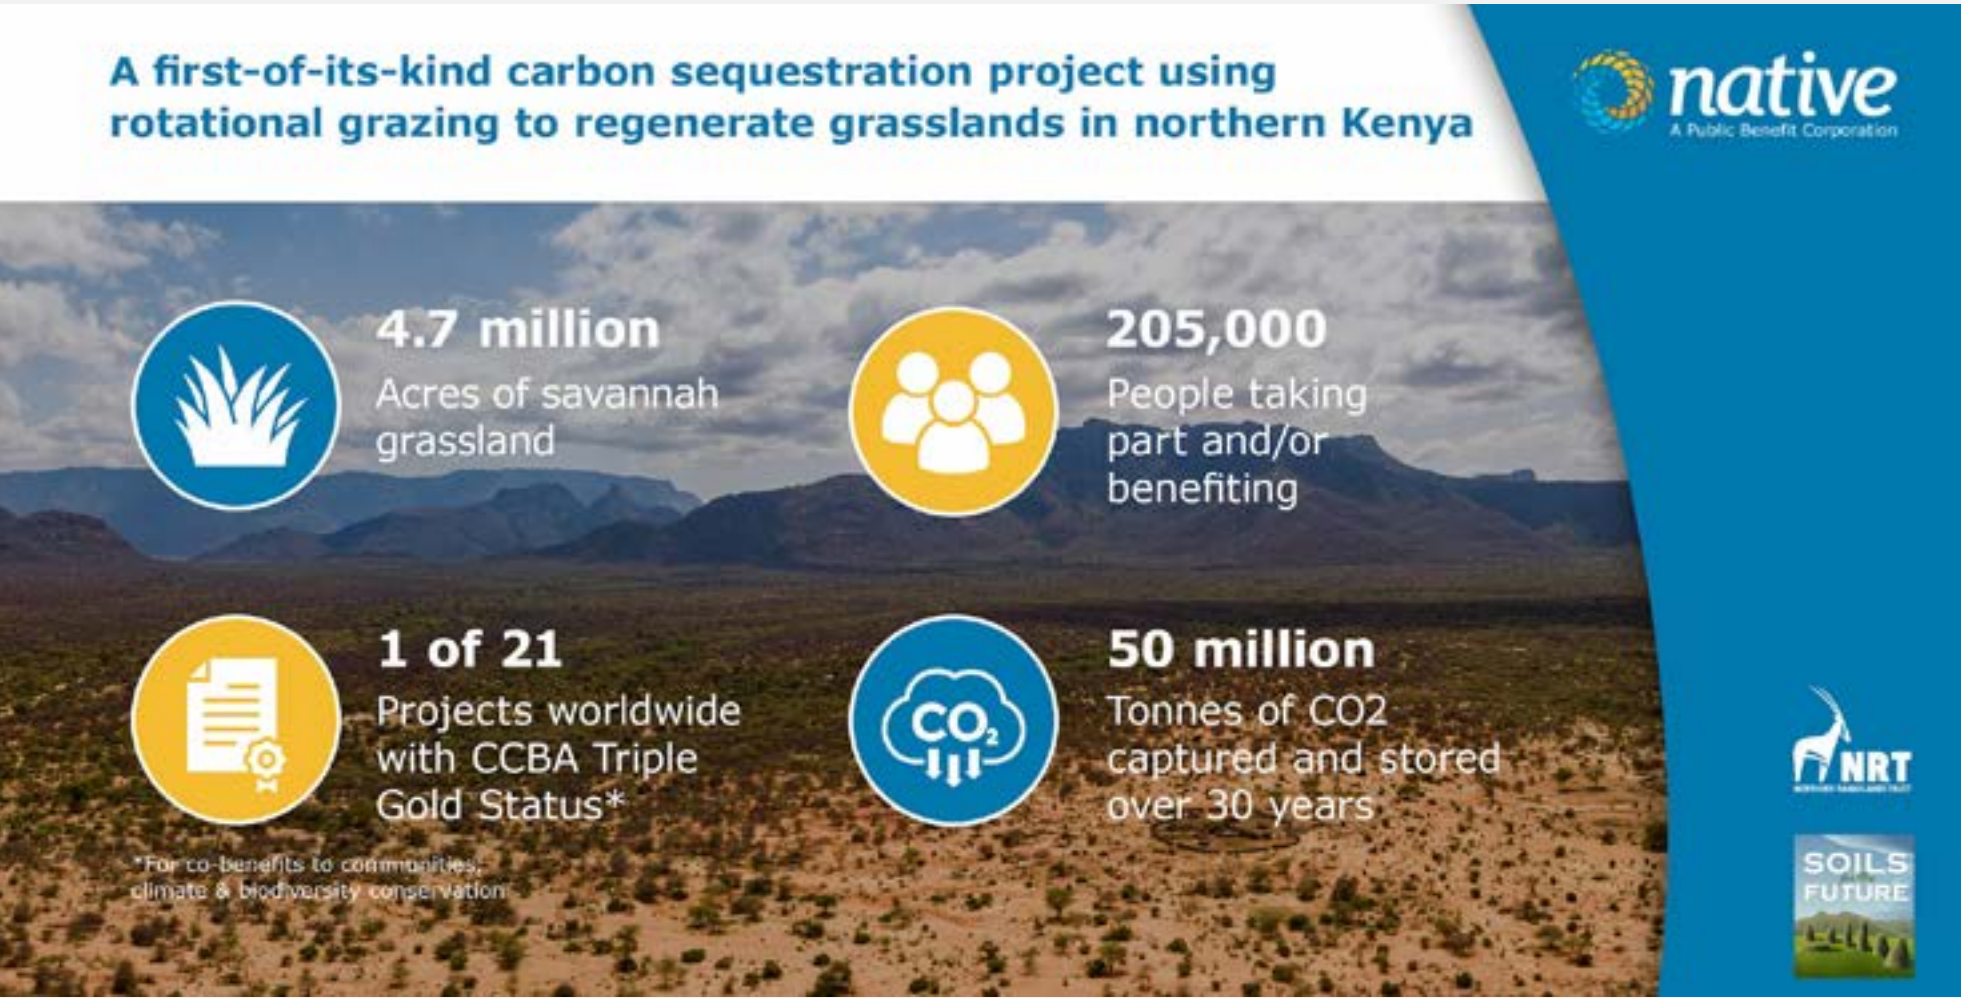 A first-of-its-kind carbon sequestration project using
rotational grazing to regenerate grasslands in northern Kenya
native
A Public Benefit Corporation
4.7 million
Acres of savannah
grassland
205,000
People taking
part and/or
benefiting
1 of 21
Projects worldwide
with CCBA Triple
Gold Status*
50 million
Tonnes of CO2
captured and stored
over 30 years
CO₂
*For co-benefits to communities,
climate & biodiversity conservation
NRT
SOILS
FUTURE